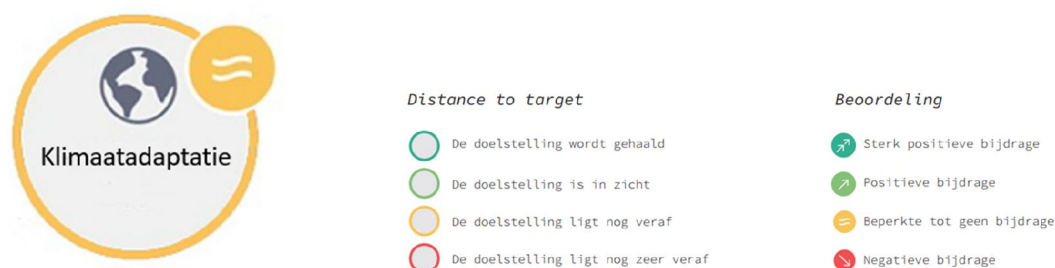 Klimaatadaptatie
Distance to target
De doelstelling wordt gehaald
De doelstelling is in zicht
De doelstelling ligt nog veraf
De doelstelling ligt nog zeer veraf
Beoordeling
Sterk positieve bijdrage
Positieve bijdrage
Beperkte tot geen bijdrage
Negatieve bijdrage